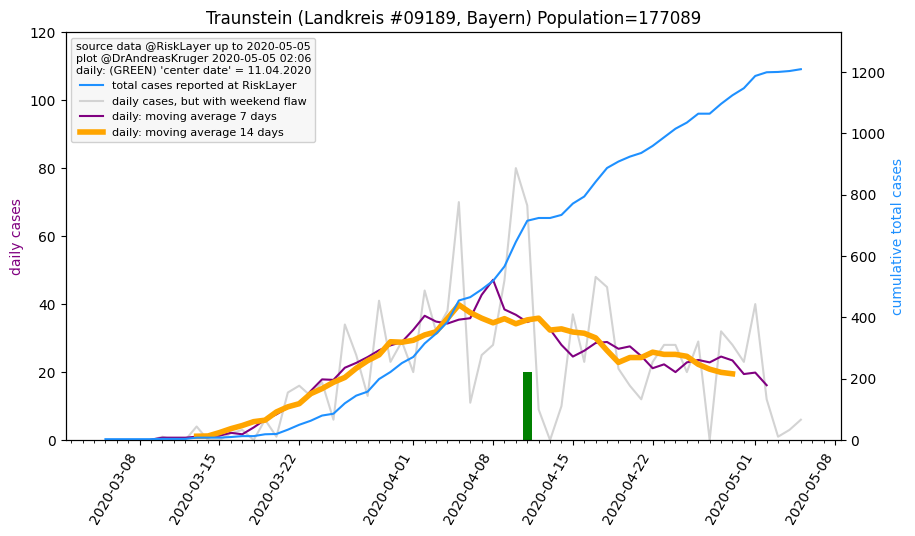 Traunstein (Landkreis #09189, Bayern) Population=177089
source data @RiskLayer up to 2020-05-05
plot @DrAndreasKruger 2020-05-05 02:06
daily: (GREEN) 'center date' = 11.04.2020
total cases reported at RiskLayer
daily cases, but with weekend flaw
daily: moving average 7 days
daily: moving average 14 days
daily cases
120
100
80
60
40
20
0
cumulative total cases
1200
1000
800
600
400
200
0
2020-03-08
2020-03-15
2020-03-22
2020-04-01
2020-04-08
2020-04-15
2020-04-22
2020-05-01
2020-05-08